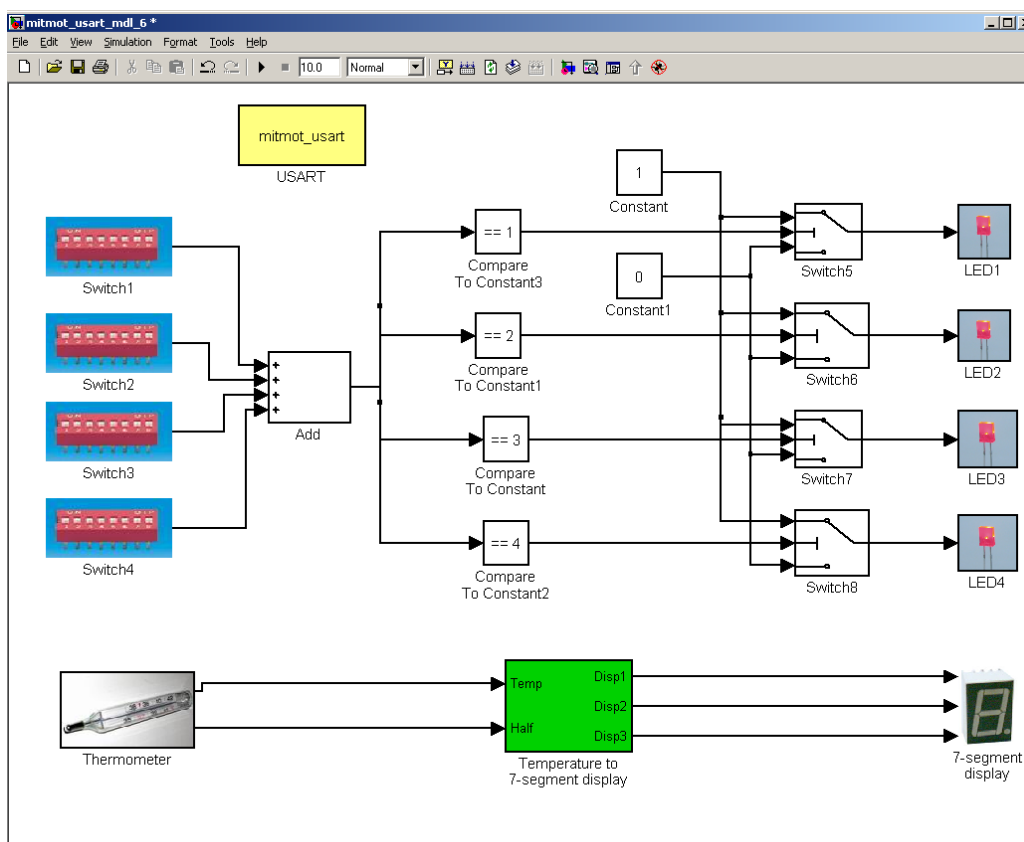 mitmot_usart_mdl_6 *
File Edit View Simulation Format Tools Help
10.0 Normal
mitmot_usart
USART
Switch1
Switch2
Switch3
Switch4
+
+
+
+
Add
== 1
Compare
To Constant3
== 2
Compare
To Constant1
== 3
Compare
To Constant
== 4
Compare
To Constant2
1
Constant
0
Constant1
Switch5
Switch6
Switch7
Switch8
LED1
LED2
LED3
LED4
Thermometer
Temp
Half
Disp1
Disp2
Disp3
Temperature to
7-segment display
7-segment
display